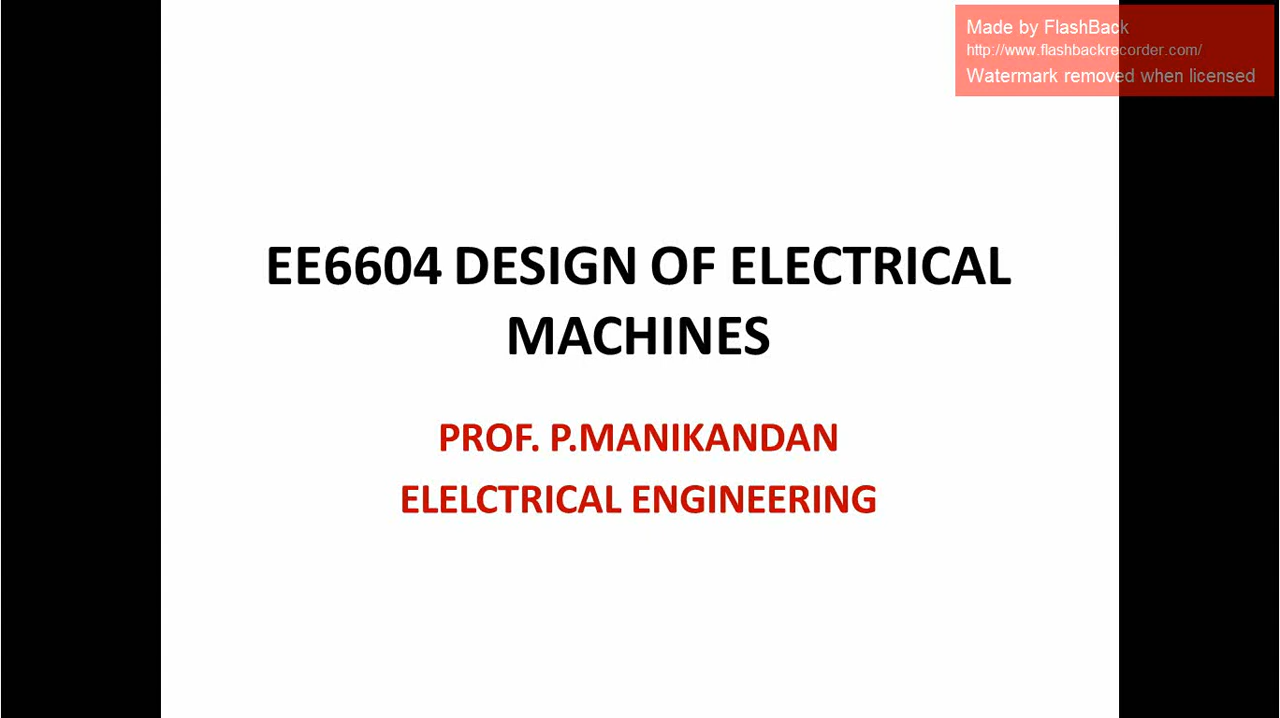 Made by FlashBack
http://www.flashbackrecorder.com/
Watermark removed when licensed
EE6604 DESIGN OF ELECTRICAL
MACHINES
PROF. P.MANIKANDAN
ELELCTRICAL ENGINEERING